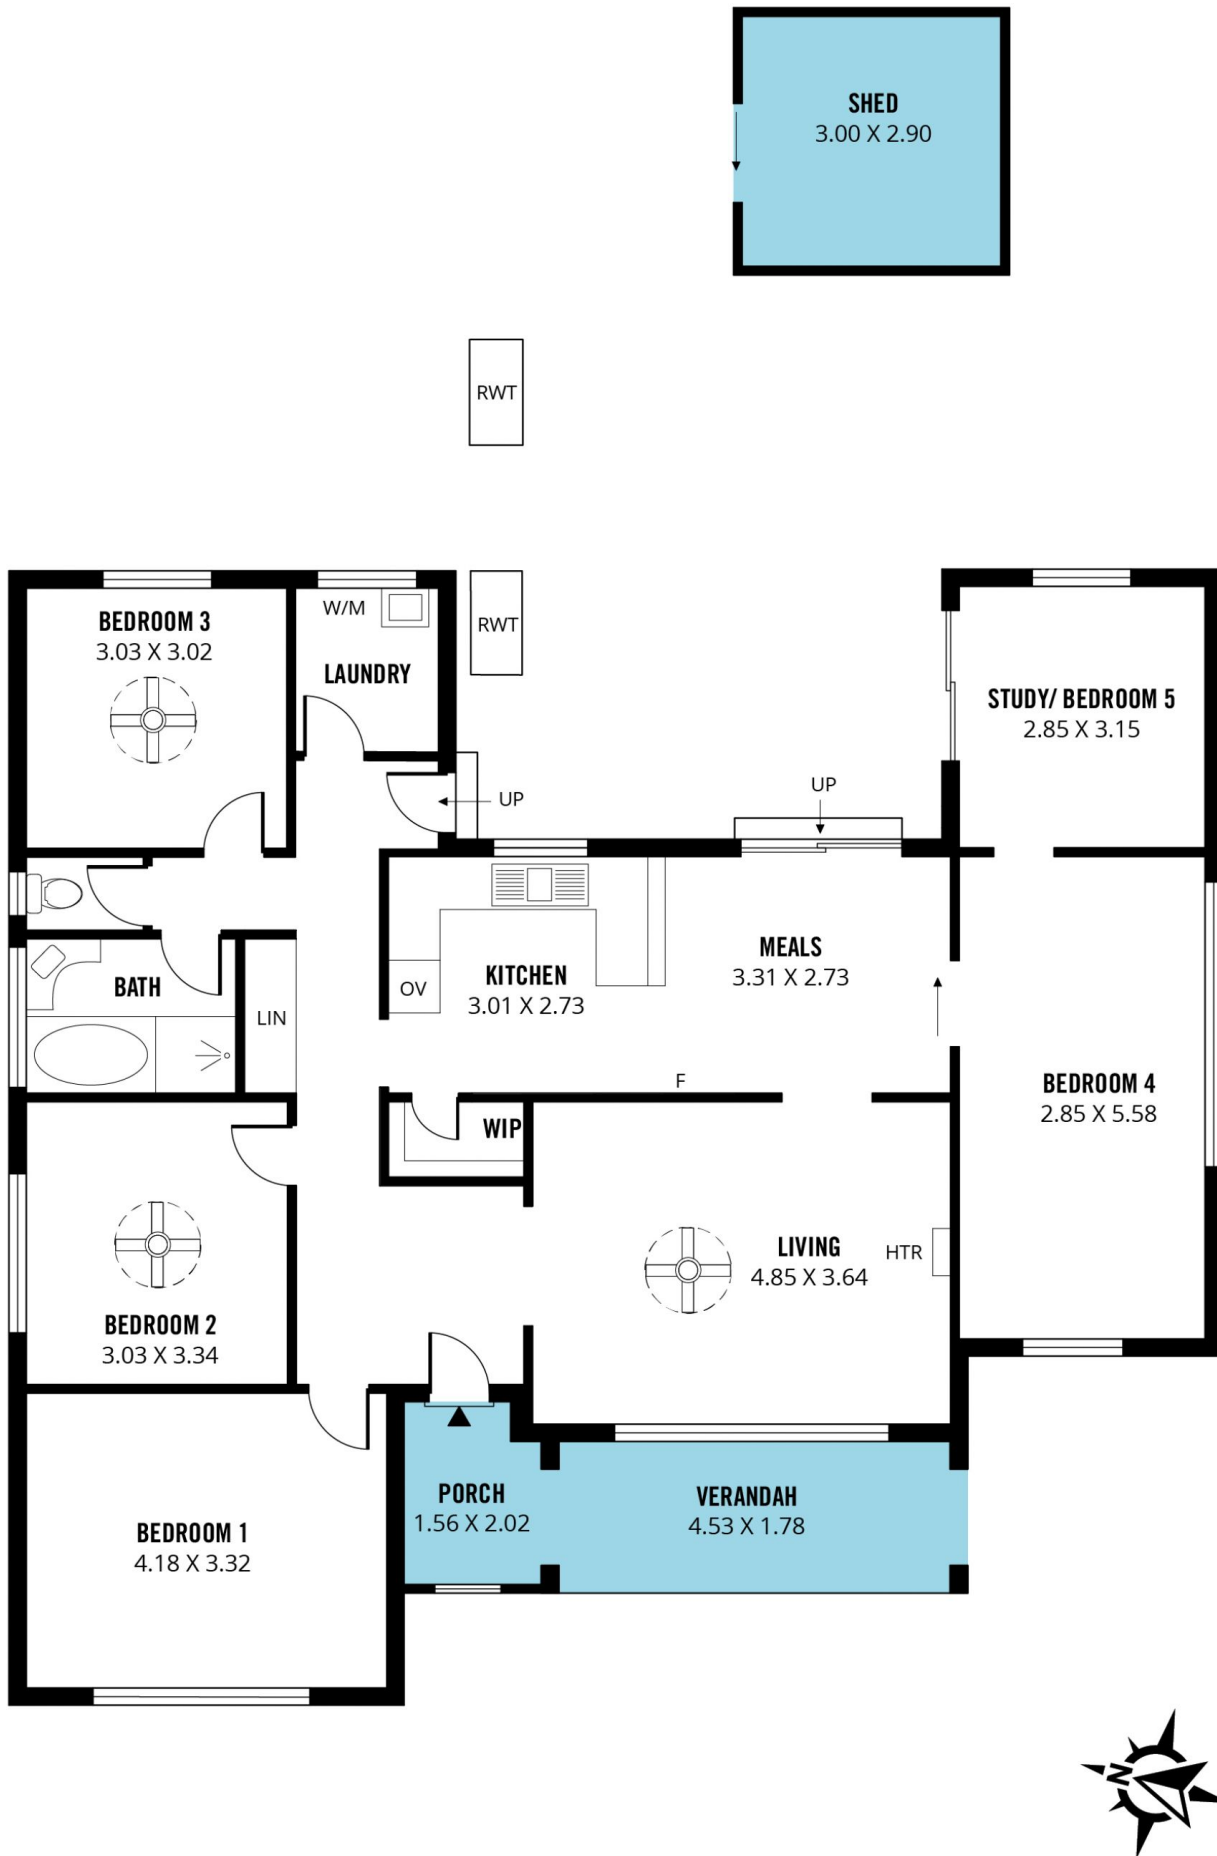 SHED
3.00 X 2.90
RWT
BEDROOM 3
3.03 X 3.02
W/M
LAUNDRY
RWT
STUDY/ BEDROOM 5
2.85 X 3.15
UP
UP
BATH
LIN
OV
KITCHEN
3.01 X 2.73
MEALS
3.31 X 2.73
F
WIP
BEDROOM 4
2.85 X 5.58
BEDROOM 2
3.03 X 3.34
LIVING
4.85 X 3.64
HTR
BEDROOM 1
4.18 X 3.32
PORCH
1.56 X 2.02
VERANDAH
4.53 X 1.78
N